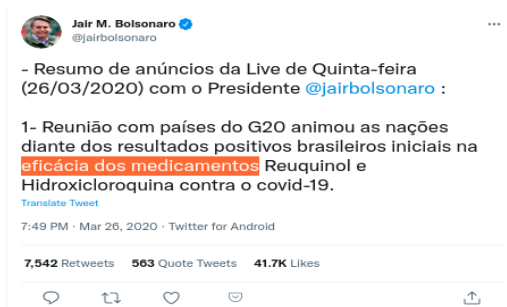 Jair M. Bolsonaro
@jairbolsonaro
- Resumo de anúncios da Live de Quinta-feira
(26/03/2020) com o Presidente @jairbolsonaro :
1- Reunião com países do G20 animou as nações
diante dos resultados positivos brasileiros iniciais na
eficácia dos medicamentos Reuquinol e
Hidroxicloroquina contra o covid-19.
Translate Tweet
7:49 PM · Mar 26, 2020 · Twitter for Android
7,542 Retweets 563 Quote Tweets 41.7K Likes